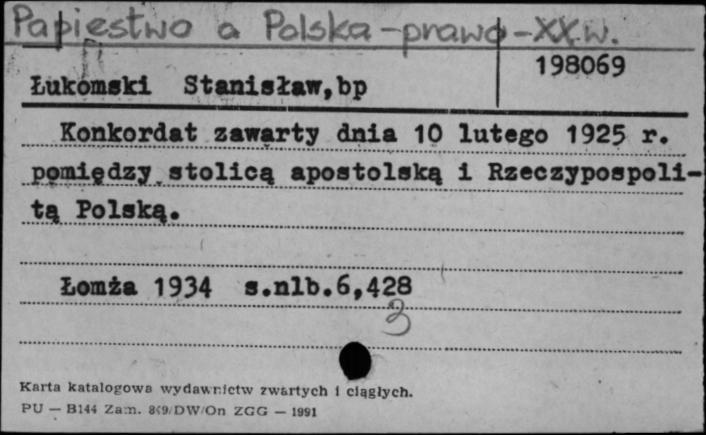 Papiestwo a Polska - prawo - XX w.
198069
Łukomski Stanisław,bp
Konkordat zawarty dnia 10 lutego 1925 r.
pomiędzy stolicą apostolską i Rzeczypospoli-
tą Polską.
Łomża 1934 s.nlb.6,428
3
Karta katalogowa wydawnictw zwartych i ciągłych.
PU — B144 Zam. 869/DW/On ZGG — 1991